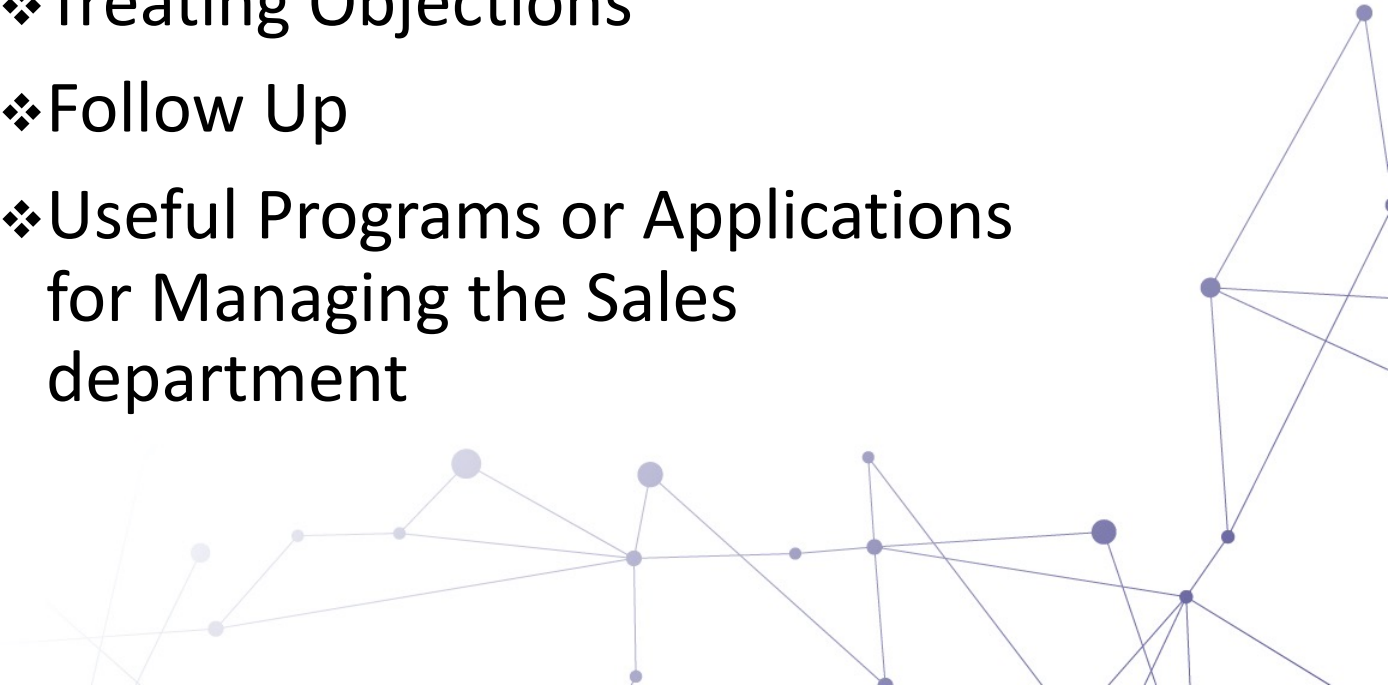 ❖Treating Objections
❖Follow Up
❖Useful Programs or Applications
for Managing the Sales
department